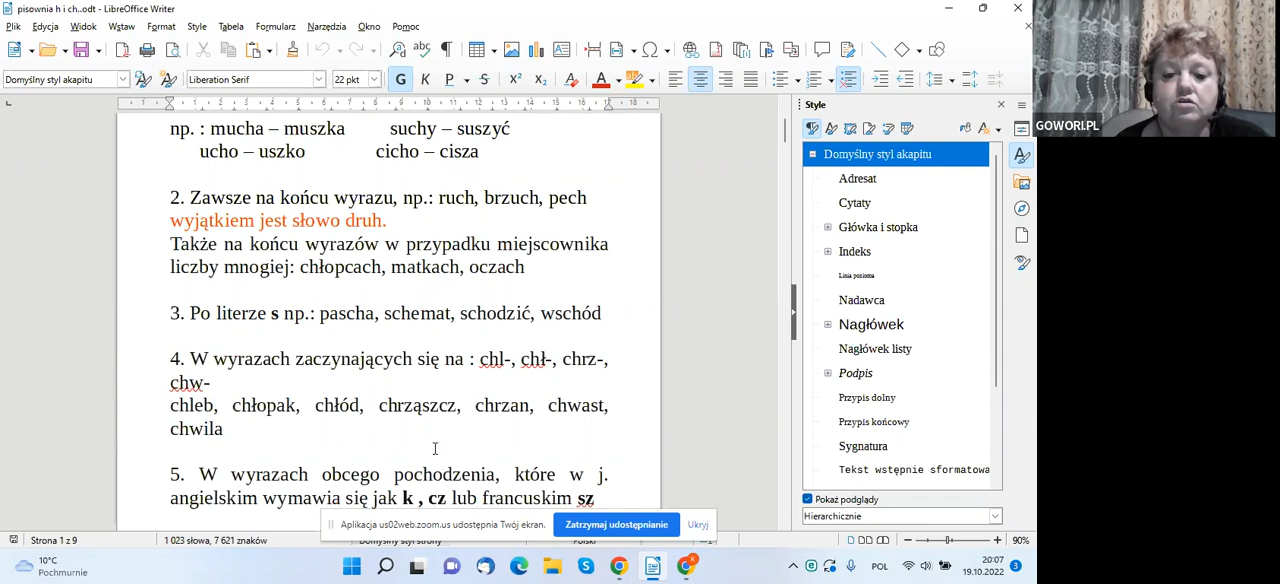 pisownia h i ch..odt - LibreOffice Writer
Plik Edycja Widok Wstaw Format Style Tabela Formularz Narzędzia Okno Pomoc
Domyślny styl akapitu Liberation Serif 22 pkt
np. : mucha – muszka suchy – suszyć
ucho – uszko cicho – cisza
2. Zawsze na końcu wyrazu, np.: ruch, brzuch, pech
wyjątkiem jest słowo druh.
Także na końcu wyrazów w przypadku miejscownika
liczby mnogiej: chłopcach, matkach, oczach
3. Po literze s np.: pascha, schemat, schodzić, wschód
4. W wyrazach zaczynających się na : chl-, chł-, chrz-,
chw-
chleb, chłopak, chłód, chrząszcz, chrzan, chwast,
chwila
5. W wyrazach obcego pochodzenia, które w j.
angielskim wymawia się jak k , cz lub francuskim sz
Style
Domyślny styl akapitu
Adresat
Cytaty
Główka i stopka
Indeks
Linia pozioma
Nadawca
Nagłówek
Nagłówek listy
Podpis
Przypis dolny
Przypis końcowy
Sygnatura
Tekst wstępnie sformatowa
Pokaż podglądy
Hierarchicznie
GOWORI.PL
Aplikacja us02web.zoom.us udostępnia Twój ekran. Zatrzymaj udostępnianie Ukryj
Strona 1 z 9 1 023 słowa, 7 621 znaków Domyślny styl strony Polski 90%
10°C
Pochmurnie
POL
20:07
19.10.2022